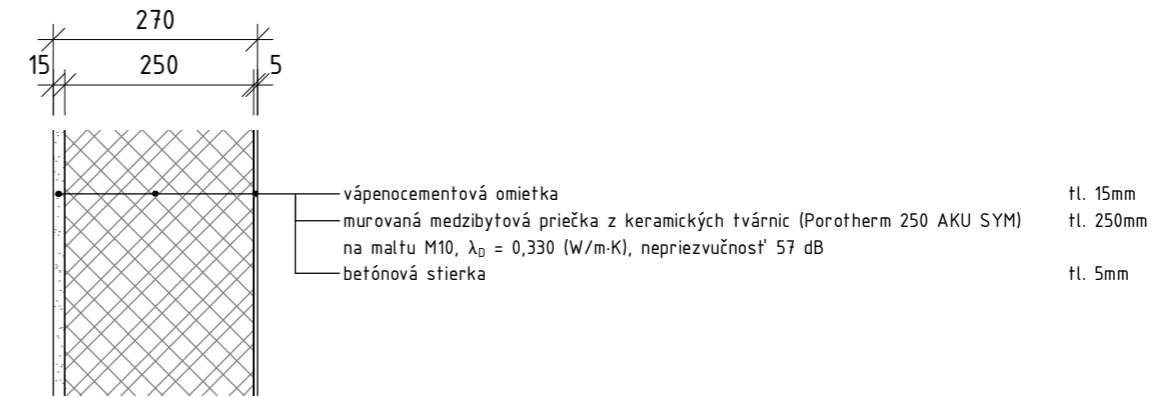 270
15 250 5
vápenocementová omietka tl. 15mm
murovaná medzibytová priečka z keramických tvárnic (Porotherm 250 AKU SYM) tl. 250mm
na maltu M10, λD = 0,330 (W/m·K), nepriezvučnosť 57 dB
betónová stierka tl. 5mm